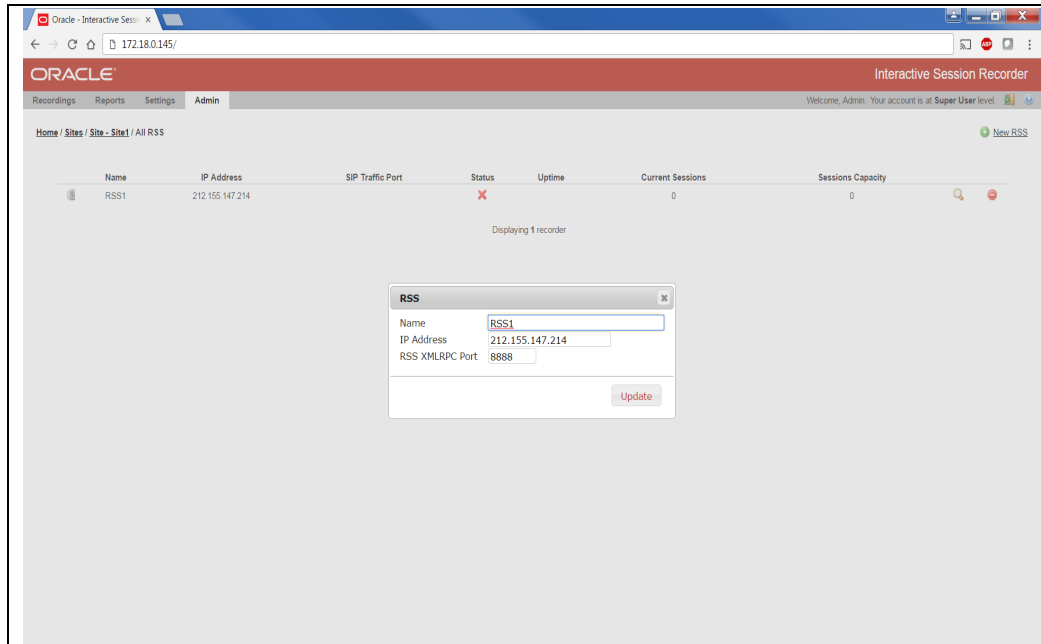 Oracle - Interactive Sessi
172.18.0.145/
ABP
ORACLE
Interactive Session Recorder
Recordings Reports Settings Admin
Welcome, Admin. Your account is at Super User level.
Home / Sites / Site - Site1 / All RSS
New RSS
Name IP Address SIP Traffic Port Status Uptime Current Sessions Sessions Capacity
RSS1 212.155.147.214 0 0
Displaying 1 recorder
RSS
Name RSS1
IP Address 212.155.147.214
RSS XMLRPC Port 8888
Update